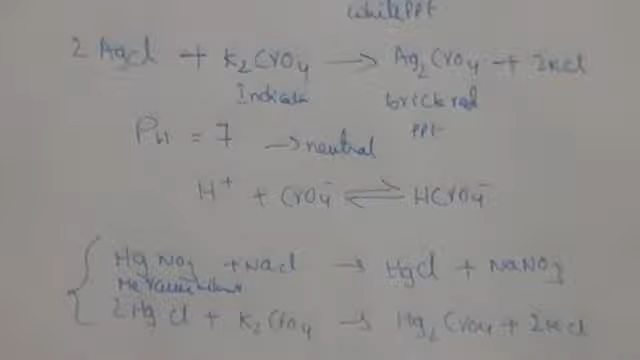 white PPt
2 AgCl + K₂CrO₄ → Ag₂CrO₄ + 2KCl
brick red
PPt
PH = 7 → neutral
H⁺ + CrO₄⁻ ⇌ HCrO₄⁻
HgNO₃ + NaCl → HgCl + NaNO₃
2HgCl + K₂CrO₄ → Hg₂CrO₄ + 2KCl